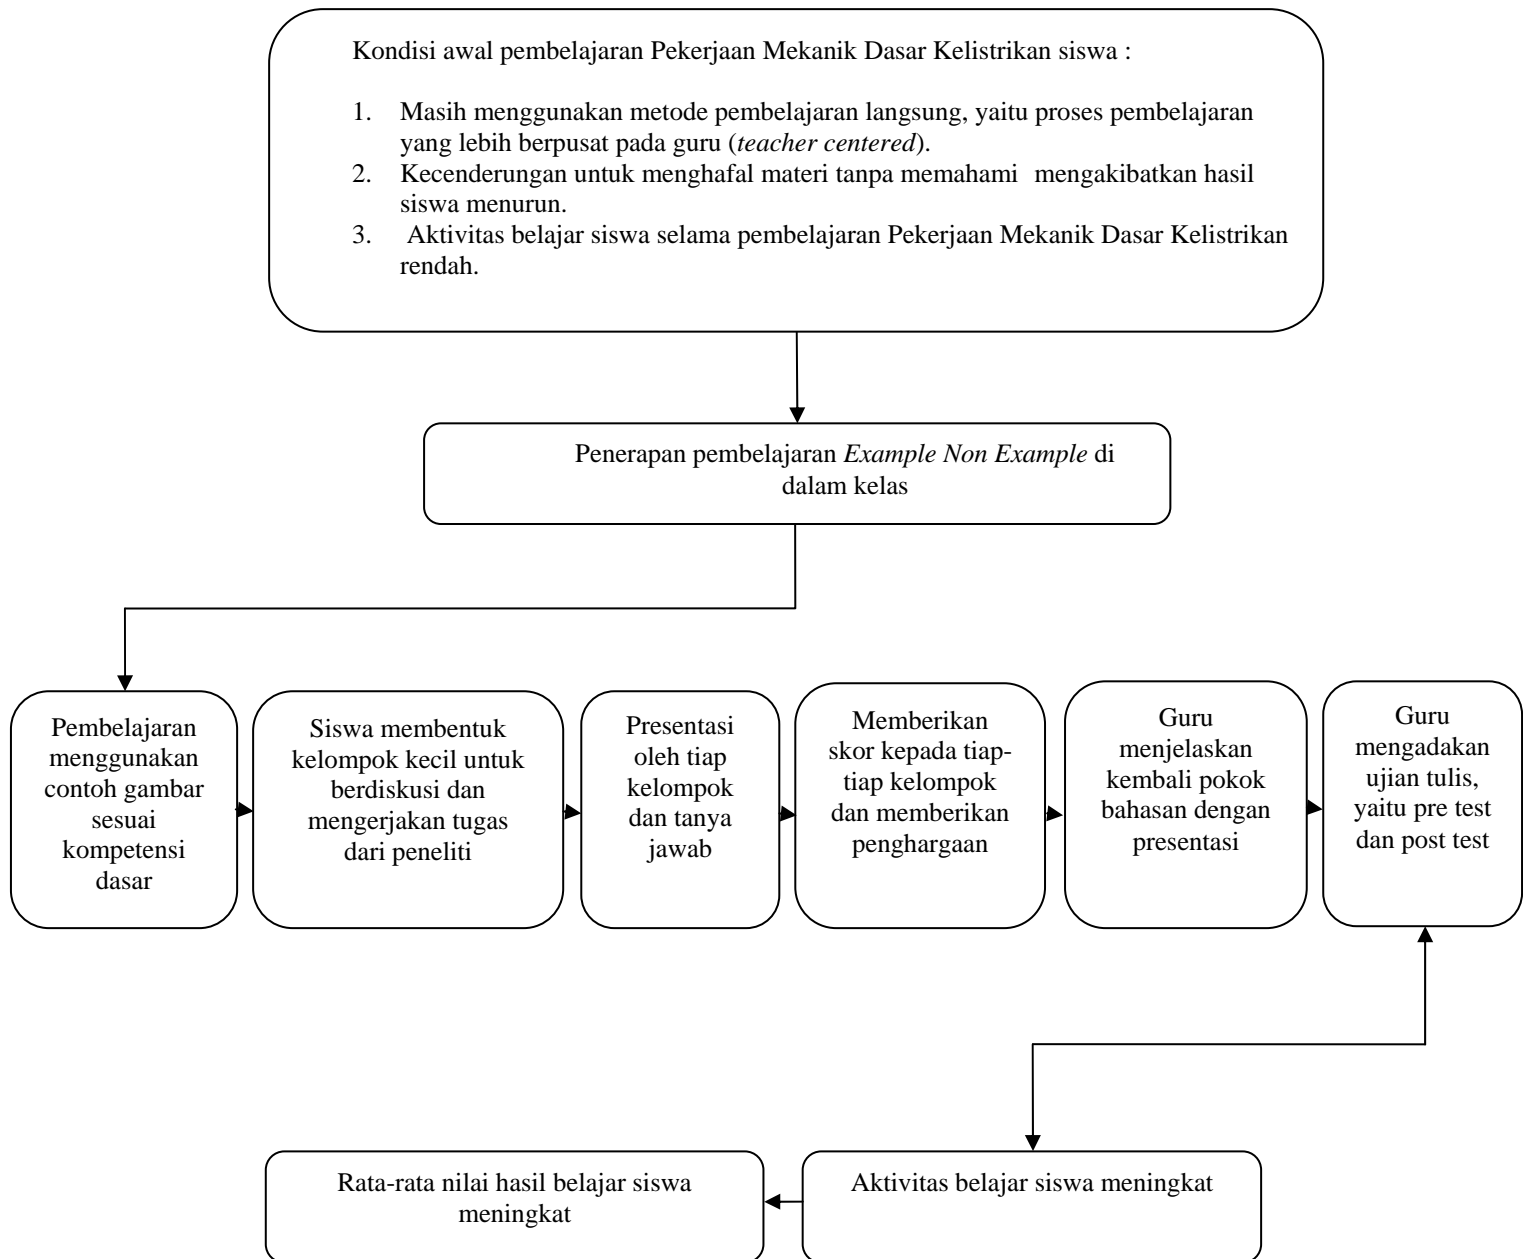 Kondisi awal pembelajaran Pekerjaan Mekanik Dasar Kelistrikan siswa :
1. Masih menggunakan metode pembelajaran langsung, yaitu proses pembelajaran
yang lebih berpusat pada guru (teacher centered).
2. Kecenderungan untuk menghafal materi tanpa memahami mengakibatkan hasil
siswa menurun.
3. Aktivitas belajar siswa selama pembelajaran Pekerjaan Mekanik Dasar Kelistrikan
rendah.
Penerapan pembelajaran Example Non Example di
dalam kelas
Pembelajaran
menggunakan
contoh gambar
sesuai
kompetensi
dasar
Siswa membentuk
kelompok kecil untuk
berdiskusi dan
mengerjakan tugas
dari peneliti
Presentasi
oleh tiap
kelompok
dan tanya
jawab
Memberikan
skor kepada tiap-
tiap kelompok
dan memberikan
penghargaan
Guru
menjelaskan
kembali pokok
bahasan dengan
presentasi
Guru
mengadakan
ujian tulis,
yaitu pre test
dan post test
Rata-rata nilai hasil belajar siswa
meningkat
Aktivitas belajar siswa meningkat